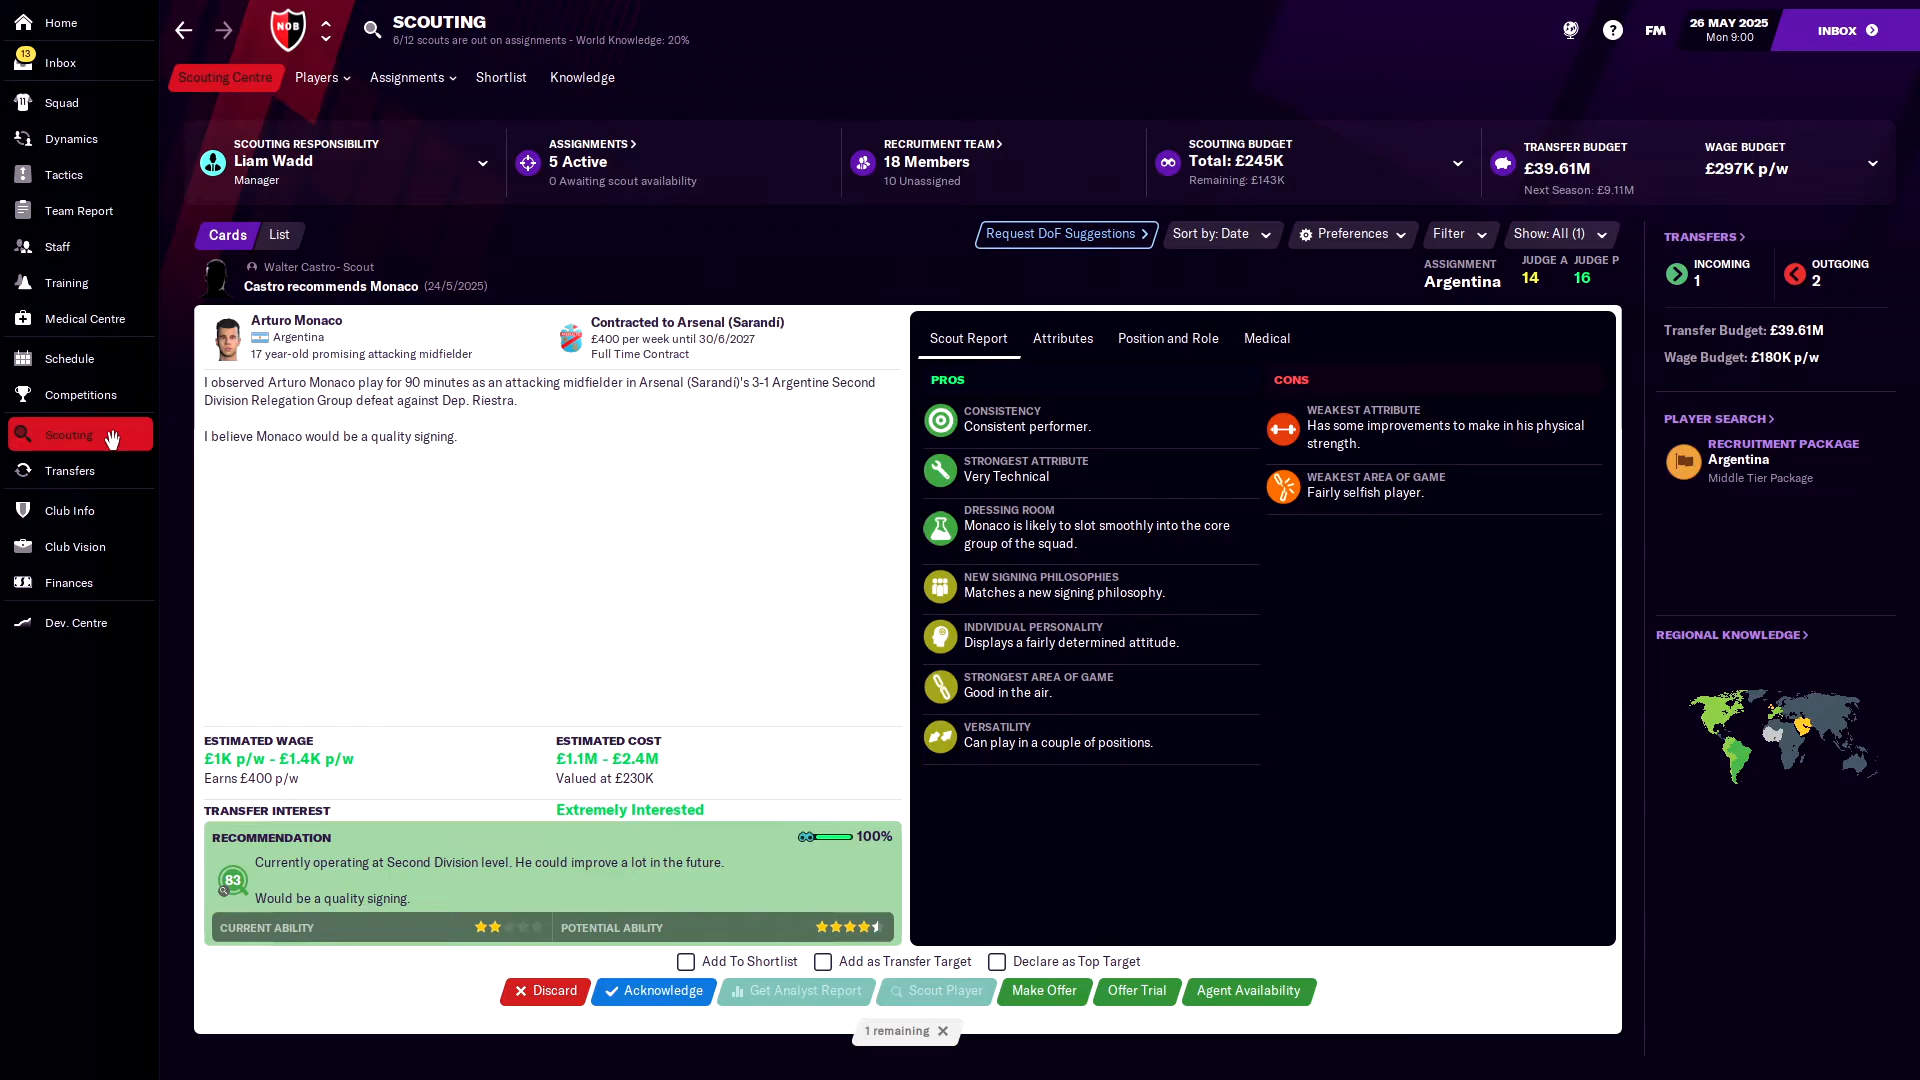 Home
13
Inbox
Squad
Dynamics
Tactics
Team Report
Staff
Training
Medical Centre
Schedule
Competitions
Scouting
Transfers
Club Info
Club Vision
Finances
Dev. Centre
NOB
SCOUTING
6/12 scouts are out on assignments - World Knowledge: 20%
FM
26 MAY 2025
Mon 9:00
INBOX
Scouting Centre
Players
Assignments
Shortlist
Knowledge
SCOUTING RESPONSIBILITY
Liam Wadd
Manager
ASSIGNMENTS
5 Active
0 Awaiting scout availability
RECRUITMENT TEAM
18 Members
10 Unassigned
SCOUTING BUDGET
Total: £245K
Remaining: £143K
TRANSFER BUDGET
£39.61M
Next Season: £9.11M
WAGE BUDGET
£297K p/w
Cards
List
Request DoF Suggestions
Sort by: Date
Preferences
Filter
Show: All (1)
Walter Castro- Scout
Castro recommends Monaco (24/5/2025)
ASSIGNMENT
Argentina
JUDGE A
14
JUDGE P
16
Arturo Monaco
Argentina
17 year-old promising attacking midfielder
Contracted to Arsenal (Sarandí)
£400 per week until 30/6/2027
Full Time Contract
I observed Arturo Monaco play for 90 minutes as an attacking midfielder in Arsenal (Sarandí)'s 3-1 Argentine Second
Division Relegation Group defeat against Dep. Riestra.
I believe Monaco would be a quality signing.
ESTIMATED WAGE
£1K p/w - £1.4K p/w
Earns £400 p/w
ESTIMATED COST
£1.1M - £2.4M
Valued at £230K
TRANSFER INTEREST
Extremely Interested
RECOMMENDATION
100%
83
Currently operating at Second Division level. He could improve a lot in the future.
Would be a quality signing.
CURRENT ABILITY
POTENTIAL ABILITY
Scout Report
Attributes
Position and Role
Medical
PROS
CONSISTENCY
Consistent performer.
STRONGEST ATTRIBUTE
Very Technical
DRESSING ROOM
Monaco is likely to slot smoothly into the core
group of the squad.
NEW SIGNING PHILOSOPHIES
Matches a new signing philosophy.
INDIVIDUAL PERSONALITY
Displays a fairly determined attitude.
STRONGEST AREA OF GAME
Good in the air.
VERSATILITY
Can play in a couple of positions.
CONS
WEAKEST ATTRIBUTE
Has some improvements to make in his physical
strength.
WEAKEST AREA OF GAME
Fairly selfish player.
Add To Shortlist
Add as Transfer Target
Declare as Top Target
Discard
Acknowledge
Get Analyst Report
Scout Player
Make Offer
Offer Trial
Agent Availability
1 remaining
TRANSFERS
INCOMING
1
OUTGOING
2
Transfer Budget: £39.61M
Wage Budget: £180K p/w
PLAYER SEARCH
RECRUITMENT PACKAGE
Argentina
Middle Tier Package
REGIONAL KNOWLEDGE